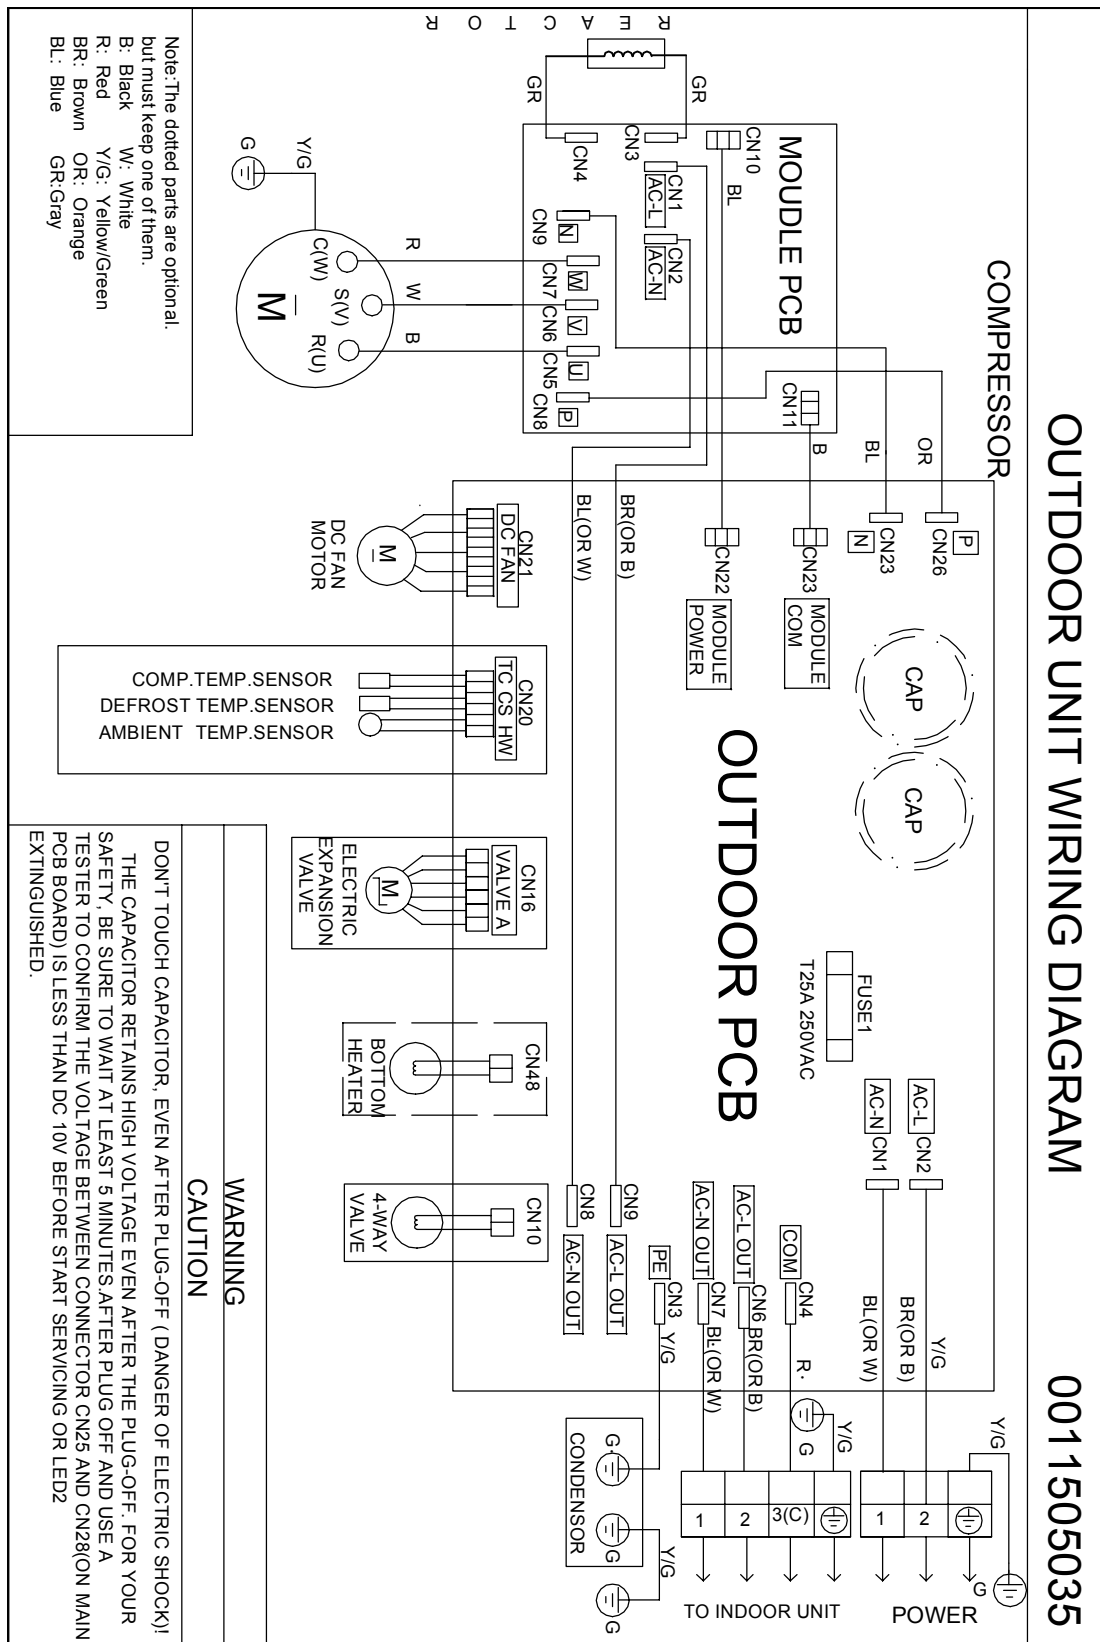 OUTDOOR UNIT WIRING DIAGRAM
0011505035
COMPRESSOR
REACTOR
GR
GR
MOUDLE PCB
CN10
BL
CN3
CN4
CN1
AC-L
CN2
AC-N
CN9
N
CN7
W
CN6
V
CN5
U
CN8
P
CN11
B
BL
OR
Y/G
G
C(W)
S(V)
R(U)
M
R
W
B
Note:The dotted parts are optional.
but must keep one of them.
B: Black W: White
R: Red Y/G: Yellow/Green
BR: Brown OR: Orange
BL: Blue GR:Gray
OUTDOOR PCB
P
CN26
N
CN23
CN23
MODULE
COM
CN22
MODULE
POWER
BR(OR B)
BL(OR W)
CAP
CAP
FUSE1
T25A 250VAC
CN21
DC FAN
M
DC FAN
MOTOR
CN20
TC CS HW
COMP.TEMP.SENSOR
DEFROST TEMP.SENSOR
AMBIENT TEMP.SENSOR
CN16
VALVE A
M
ELECTRIC
EXPANSION
VALVE
CN48
BOTTOM
HEATER
CN10
4-WAY
VALVE
AC-L
CN2
AC-N
CN1
Y/G
BR(OR B)
BL(OR W)
COM
CN4
R.
AC-L OUT
CN6
BR(OR B)
AC-N OUT
CN7
BL(OR W)
PE
CN3
Y/G
CN9
AC-L OUT
CN8
AC-N OUT
Y/G
G
Y/G
G
1
2
3(C)
1
2
TO INDOOR UNIT
POWER
CONDENSOR
G.
G
Y/G
G
WARNING
CAUTION
DON'T TOUCH CAPACITOR, EVEN AFTER PLUG-OFF ( DANGER OF ELECTRIC SHOCK)!
THE CAPACITOR RETAINS HIGH VOLTAGE EVEN AFTER THE PLUG-OFF. FOR YOUR
SAFETY, BE SURE TO WAIT AT LEAST 5 MINUTES AFTER PLUG OFF AND USE A
TESTER TO CONFIRM THE VOLTAGE BETWEEN CONNECTOR CN25 AND CN28(ON MAIN
PCB BOARD) IS LESS THAN DC 10V BEFORE START SERVICING OR LED2
EXTINGUISHED.